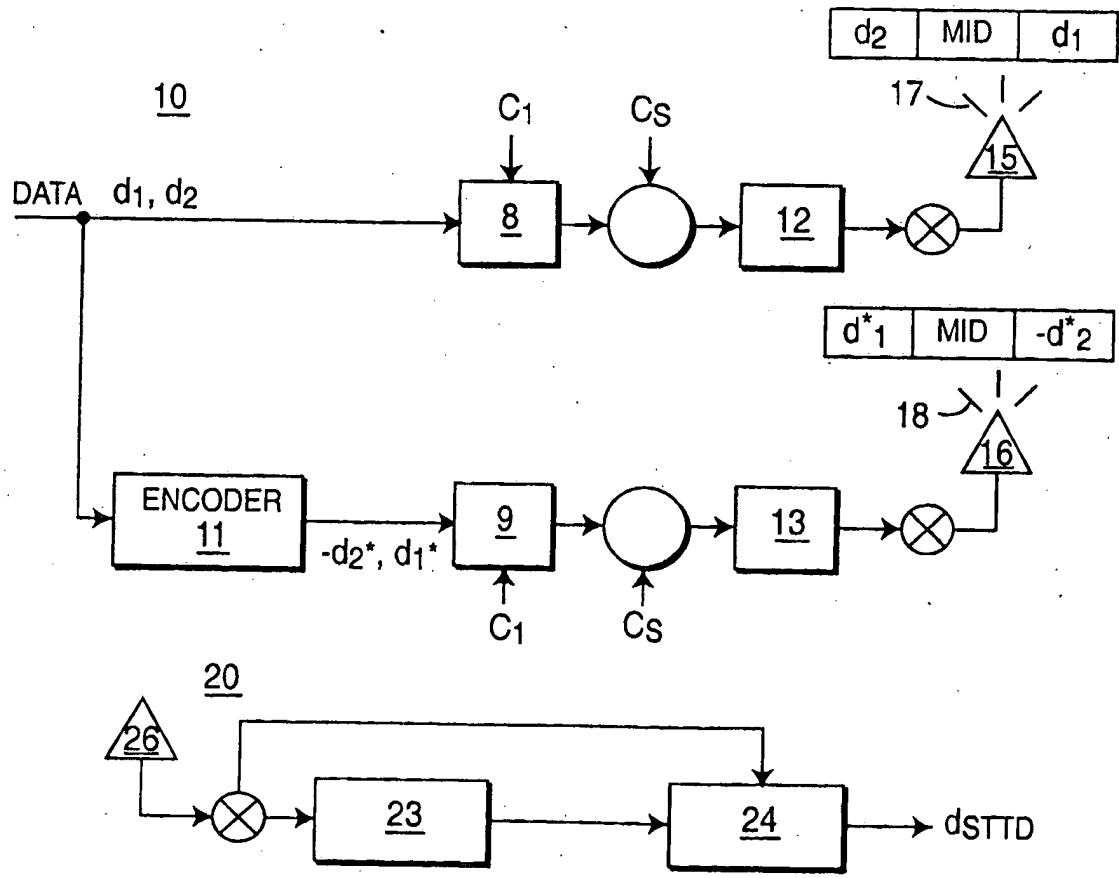 d2 MID d1
10
17
C1 CS
15
DATA d1, d2
8
12
d*1 MID -d*2
18
16
ENCODER
11
-d2*, d1*
9
13
C1 CS
20
26
23
24
dSTTD